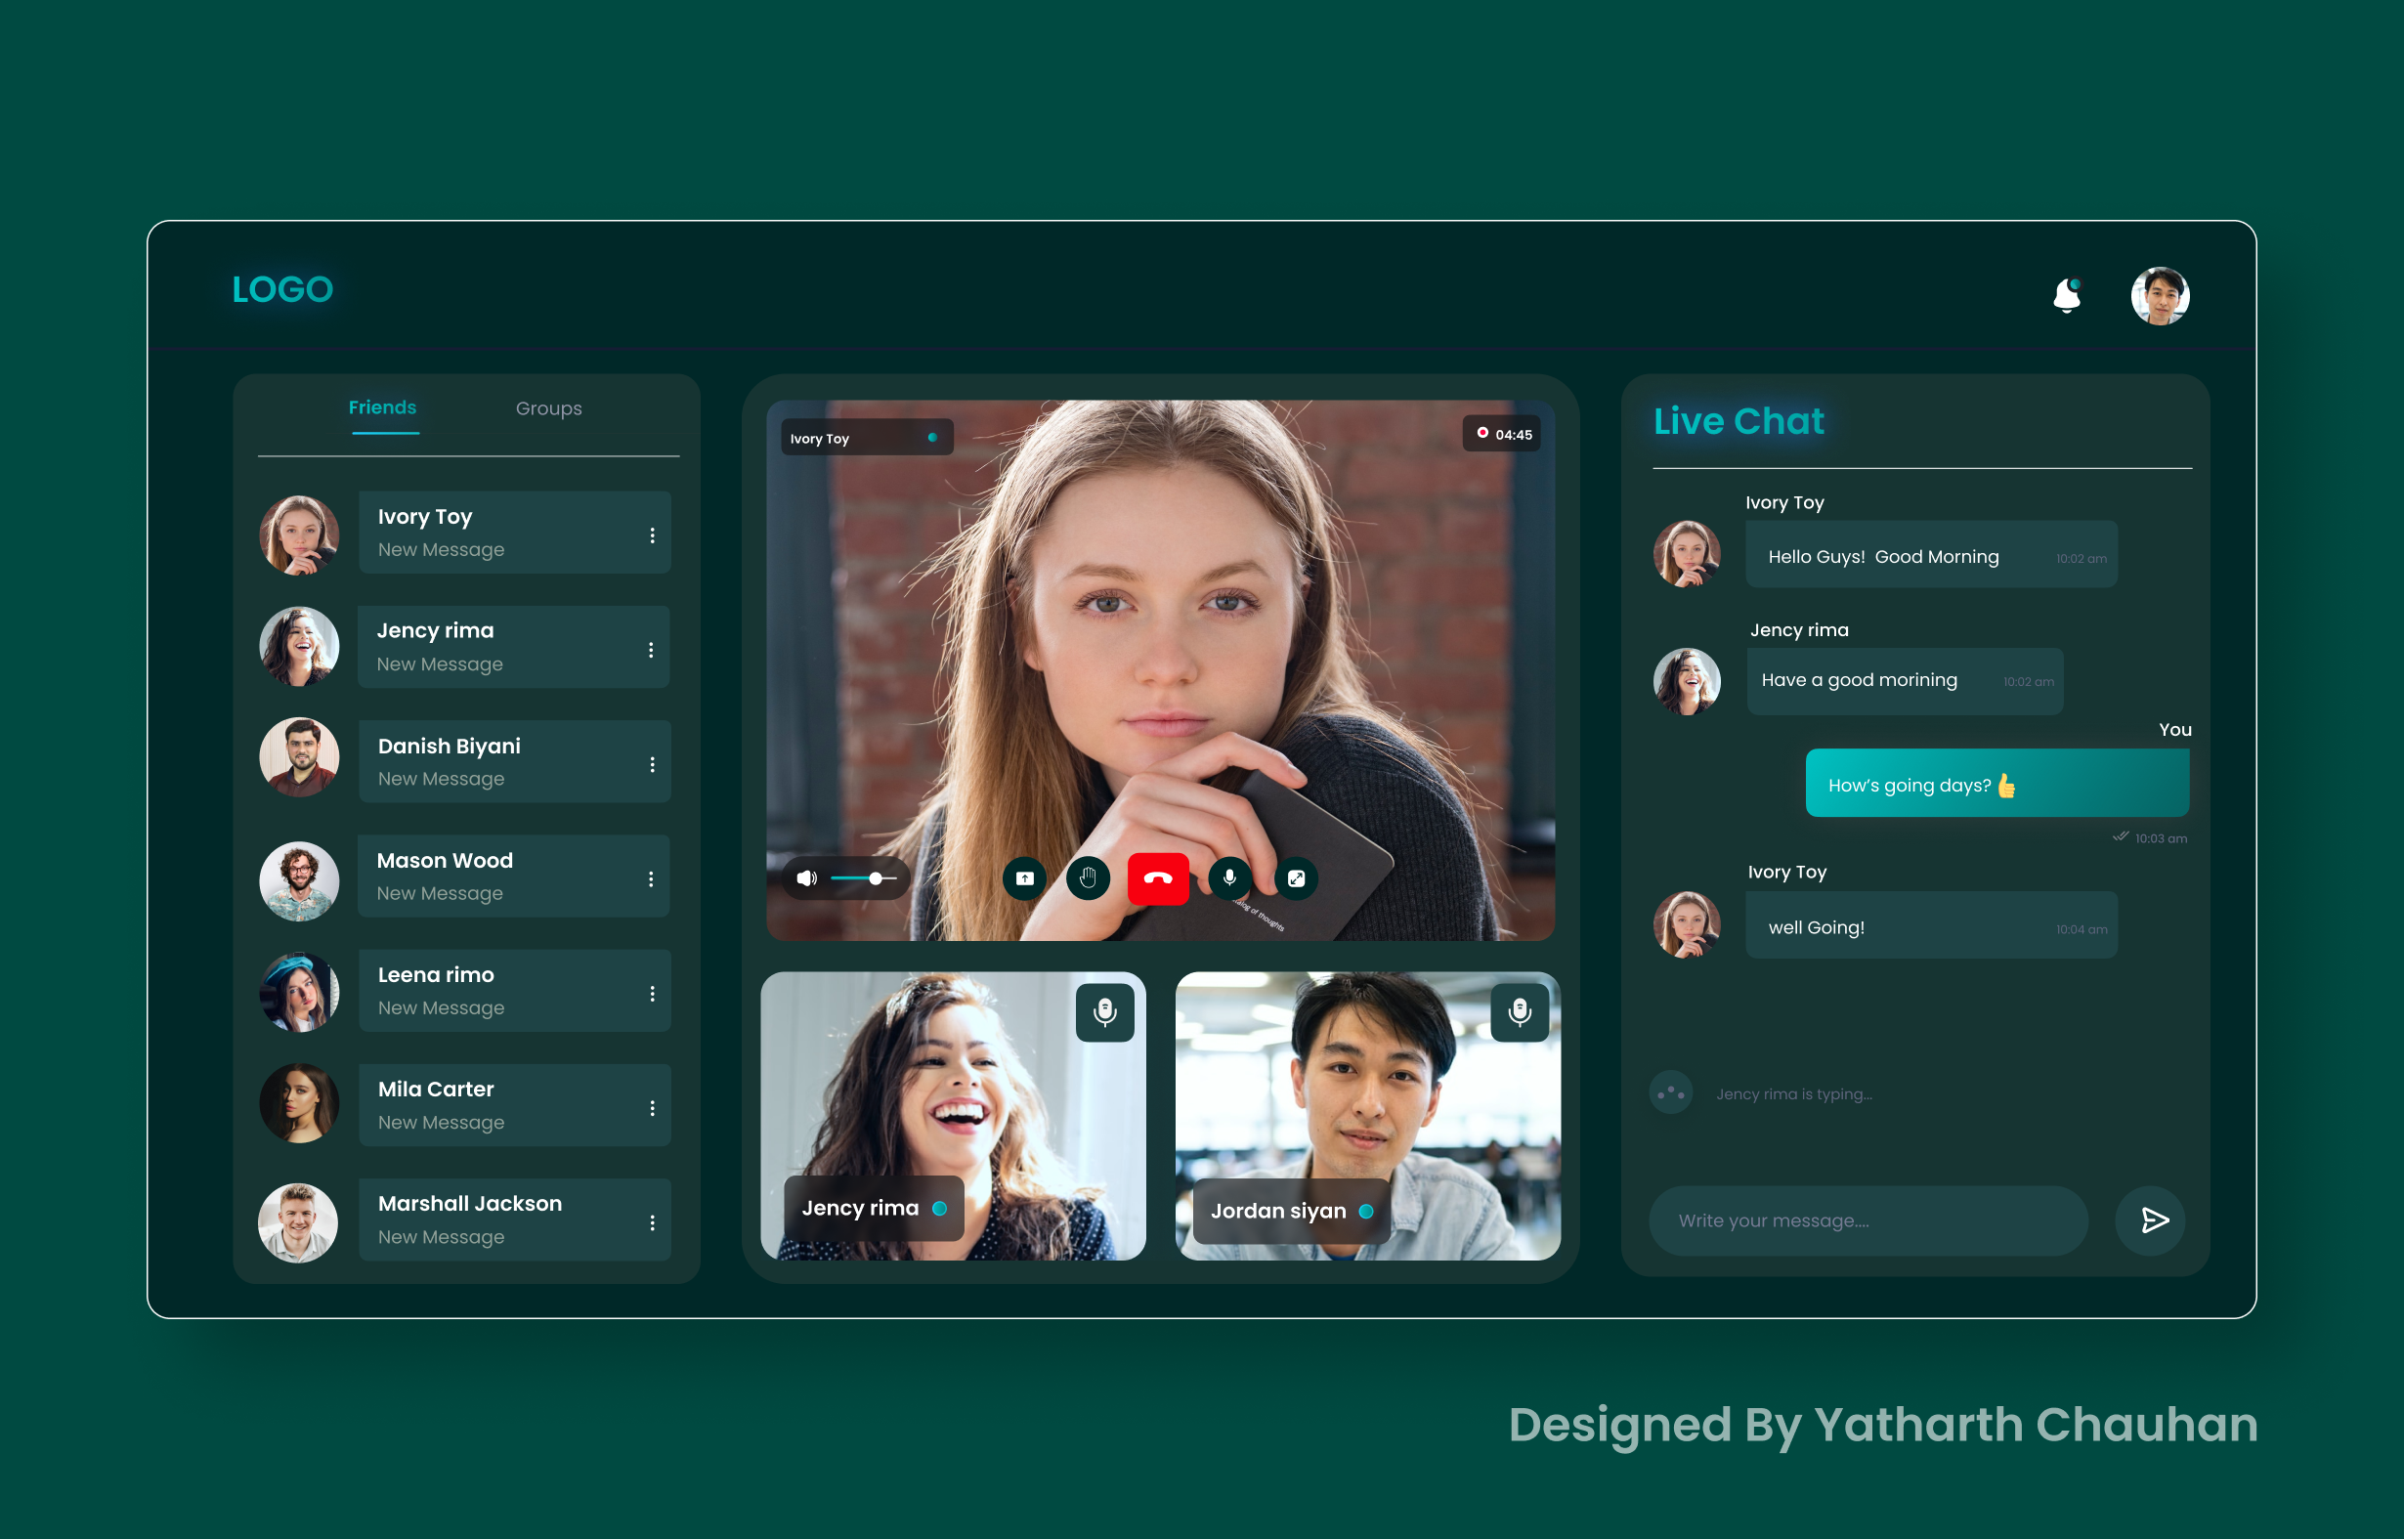 LOGO
Friends
Groups
Ivory Toy
New Message
Jency rima
New Message
Danish Biyani
New Message
Mason Wood
New Message
Leena rimo
New Message
Mila Carter
New Message
Marshall Jackson
New Message
Ivory Toy
04:45
of thoughts
Jency rima
Jordan siyan
Live Chat
Ivory Toy
Hello Guys!  Good Morning
10:02 am
Jency rima
Have a good morining
10:02 am
You
How’s going days?👍
10:03 am
Ivory Toy
well Going!
10:04 am
Jency rima is typing...
Write your message....
Designed By Yatharth Chauhan